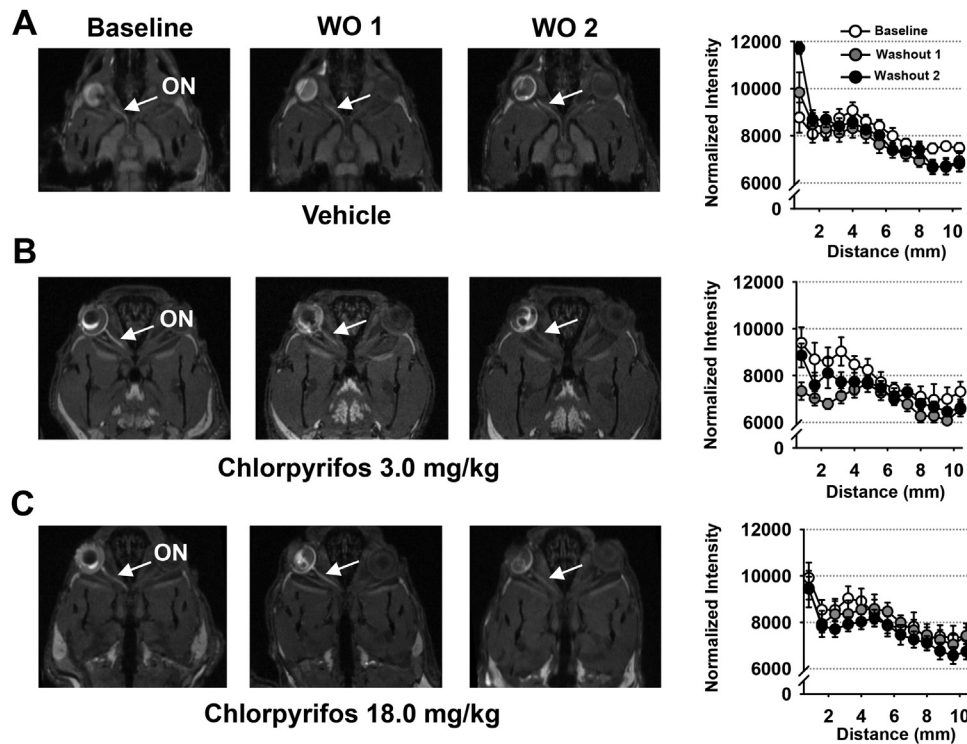 A
Baseline
WO 1
WO 2
ON
Vehicle
Normalized Intensity
12000
10000
8000
6000
0
2 4 6 8 10
Distance (mm)
Baseline
Washout 1
Washout 2
B
ON
Chlorpyrifos 3.0 mg/kg
Normalized Intensity
12000
10000
8000
6000
0
2 4 6 8 10
Distance (mm)
C
ON
Chlorpyrifos 18.0 mg/kg
Normalized Intensity
12000
10000
8000
6000
0
2 4 6 8 10
Distance (mm)